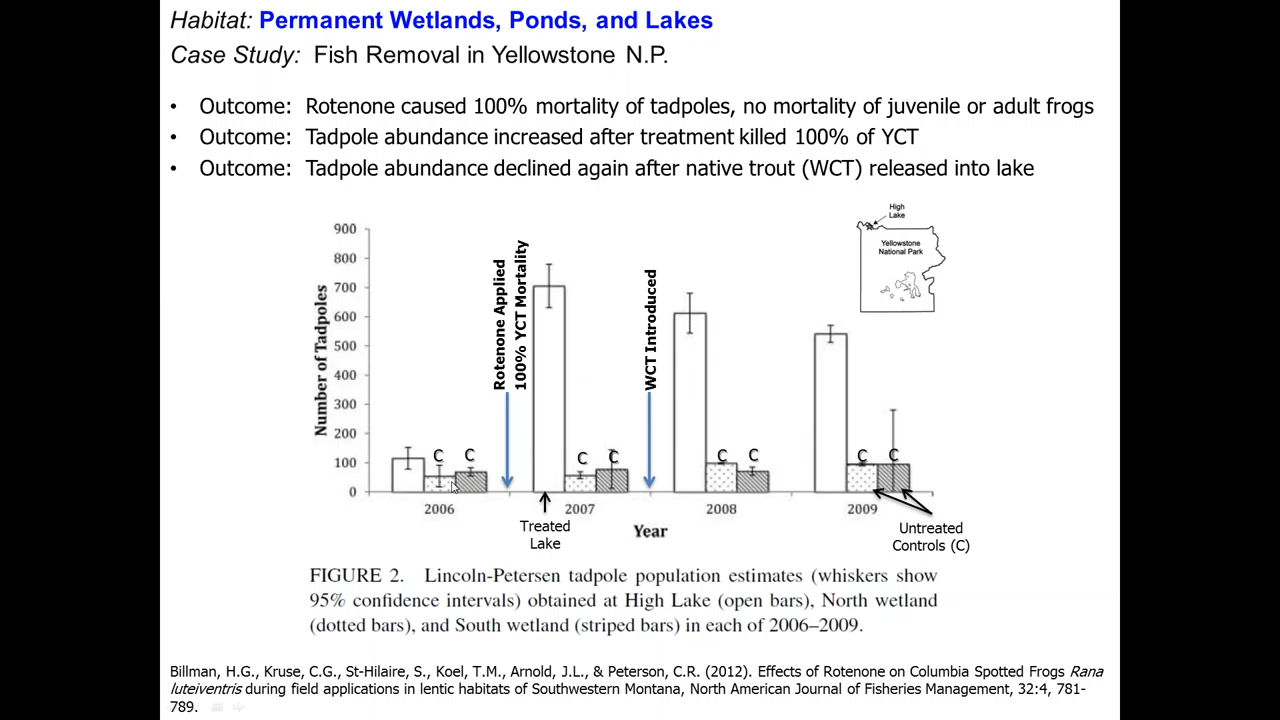 Habitat: Permanent Wetlands, Ponds, and Lakes
Case Study: Fish Removal in Yellowstone N.P.
• Outcome: Rotenone caused 100% mortality of tadpoles, no mortality of juvenile or adult frogs
• Outcome: Tadpole abundance increased after treatment killed 100% of YCT
• Outcome: Tadpole abundance declined again after native trout (WCT) released into lake
High
Lake
Yellowstone
National Park
Number of Tadpoles
900
800
700
600
500
400
300
200
100
0
Rotenone Applied
100% YCT Mortality
WCT Introduced
C C
C C
C C
C C
2006 2007 2008 2009
Year
Treated
Lake
Untreated
Controls (C)
FIGURE 2. Lincoln-Petersen tadpole population estimates (whiskers show
95% confidence intervals) obtained at High Lake (open bars), North wetland
(dotted bars), and South wetland (striped bars) in each of 2006–2009.
Billman, H.G., Kruse, C.G., St-Hilaire, S., Koel, T.M., Arnold, J.L., & Peterson, C.R. (2012). Effects of Rotenone on Columbia Spotted Frogs Rana
luteiventris during field applications in lentic habitats of Southwestern Montana, North American Journal of Fisheries Management, 32:4, 781-
789.